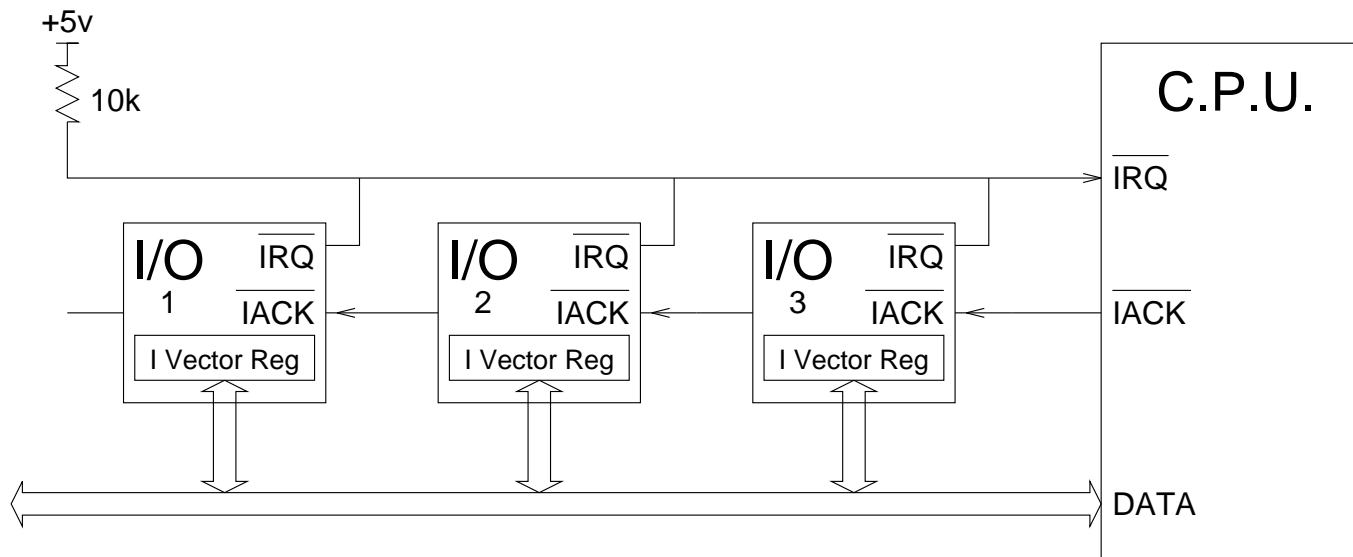 +5v
10k
C.P.U.
IRQ
I/O
1
IRQ
IACK
I Vector Reg
I/O
2
IRQ
IACK
I Vector Reg
I/O
3
IRQ
IACK
I Vector Reg
IACK
DATA